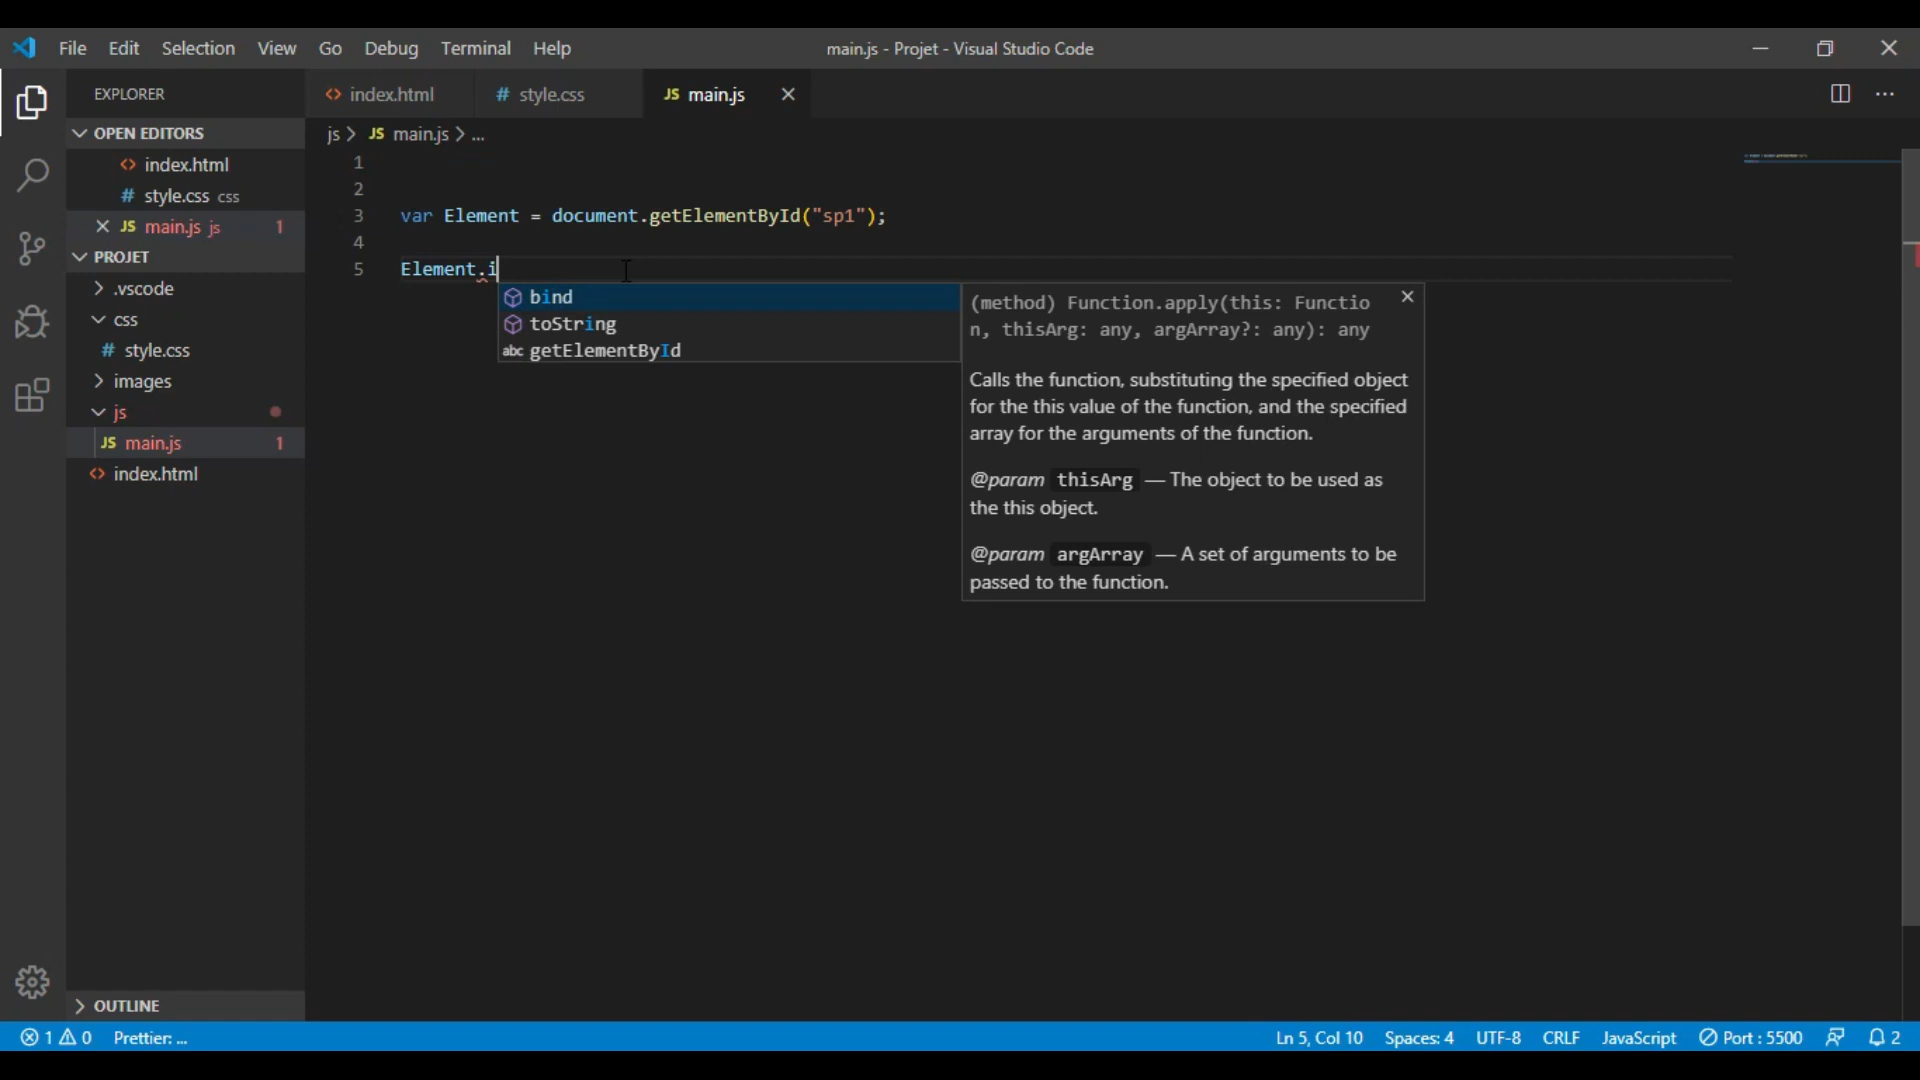 File Edit Selection View Go Debug Terminal Help
main.js - Projet - Visual Studio Code
EXPLORER
OPEN EDITORS
<> index.html
# style.css css
JS main.js js 1
PROJET
.vscode
css
# style.css
images
js
JS main.js 1
<> index.html
OUTLINE
<> index.html
# style.css
JS main.js
js > JS main.js > ...
1
2
3 var Element = document.getElementById("sp1");
4
5 Element.i
bind
toString
abc getElementById
(method) Function.apply(this: Functio
n, thisArg: any, argArray?: any): any
Calls the function, substituting the specified object
for the this value of the function, and the specified
array for the arguments of the function.
@param thisArg — The object to be used as
the this object.
@param argArray — A set of arguments to be
passed to the function.
1 0 Prettier: ...
Ln 5, Col 10 Spaces: 4 UTF-8 CRLF JavaScript Port : 5500 2